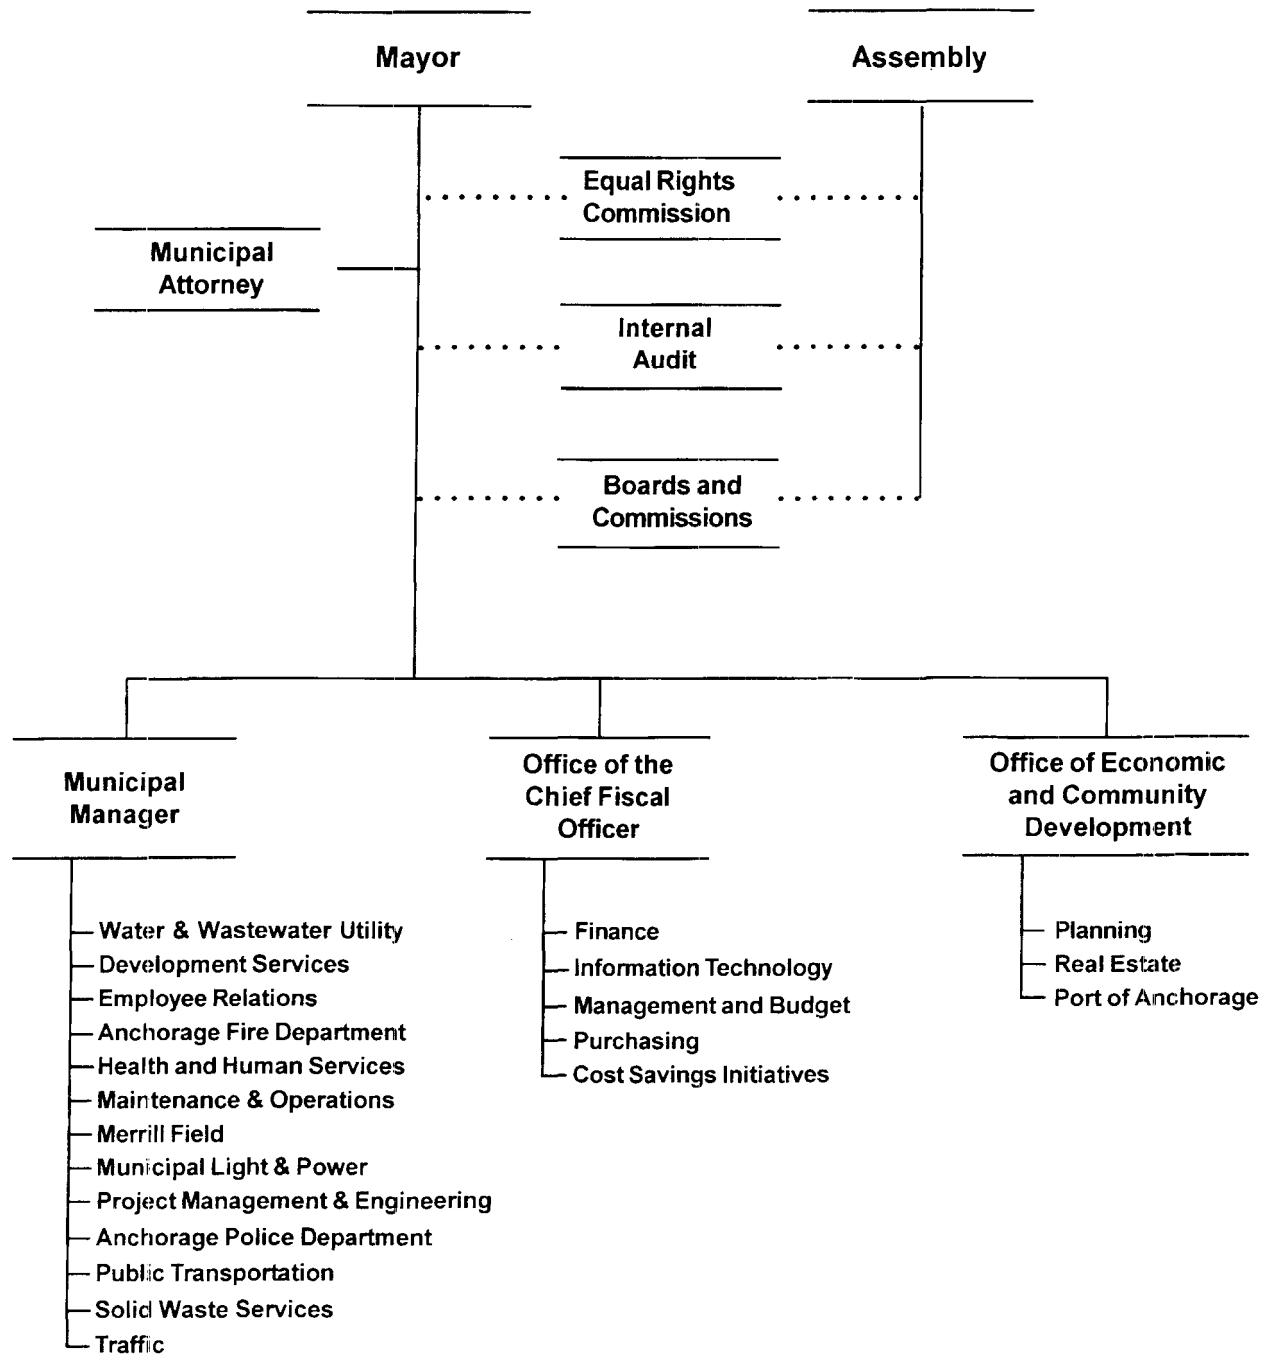 Mayor
Assembly
Equal Rights
Commission
Municipal
Attorney
Internal
Audit
Boards and
Commissions
Municipal
Manager
Office of the
Chief Fiscal
Officer
Office of Economic
and Community
Development
Water & Wastewater Utility
Development Services
Employee Relations
Anchorage Fire Department
Health and Human Services
Maintenance & Operations
Merrill Field
Municipal Light & Power
Project Management & Engineering
Anchorage Police Department
Public Transportation
Solid Waste Services
Traffic
Finance
Information Technology
Management and Budget
Purchasing
Cost Savings Initiatives
Planning
Real Estate
Port of Anchorage